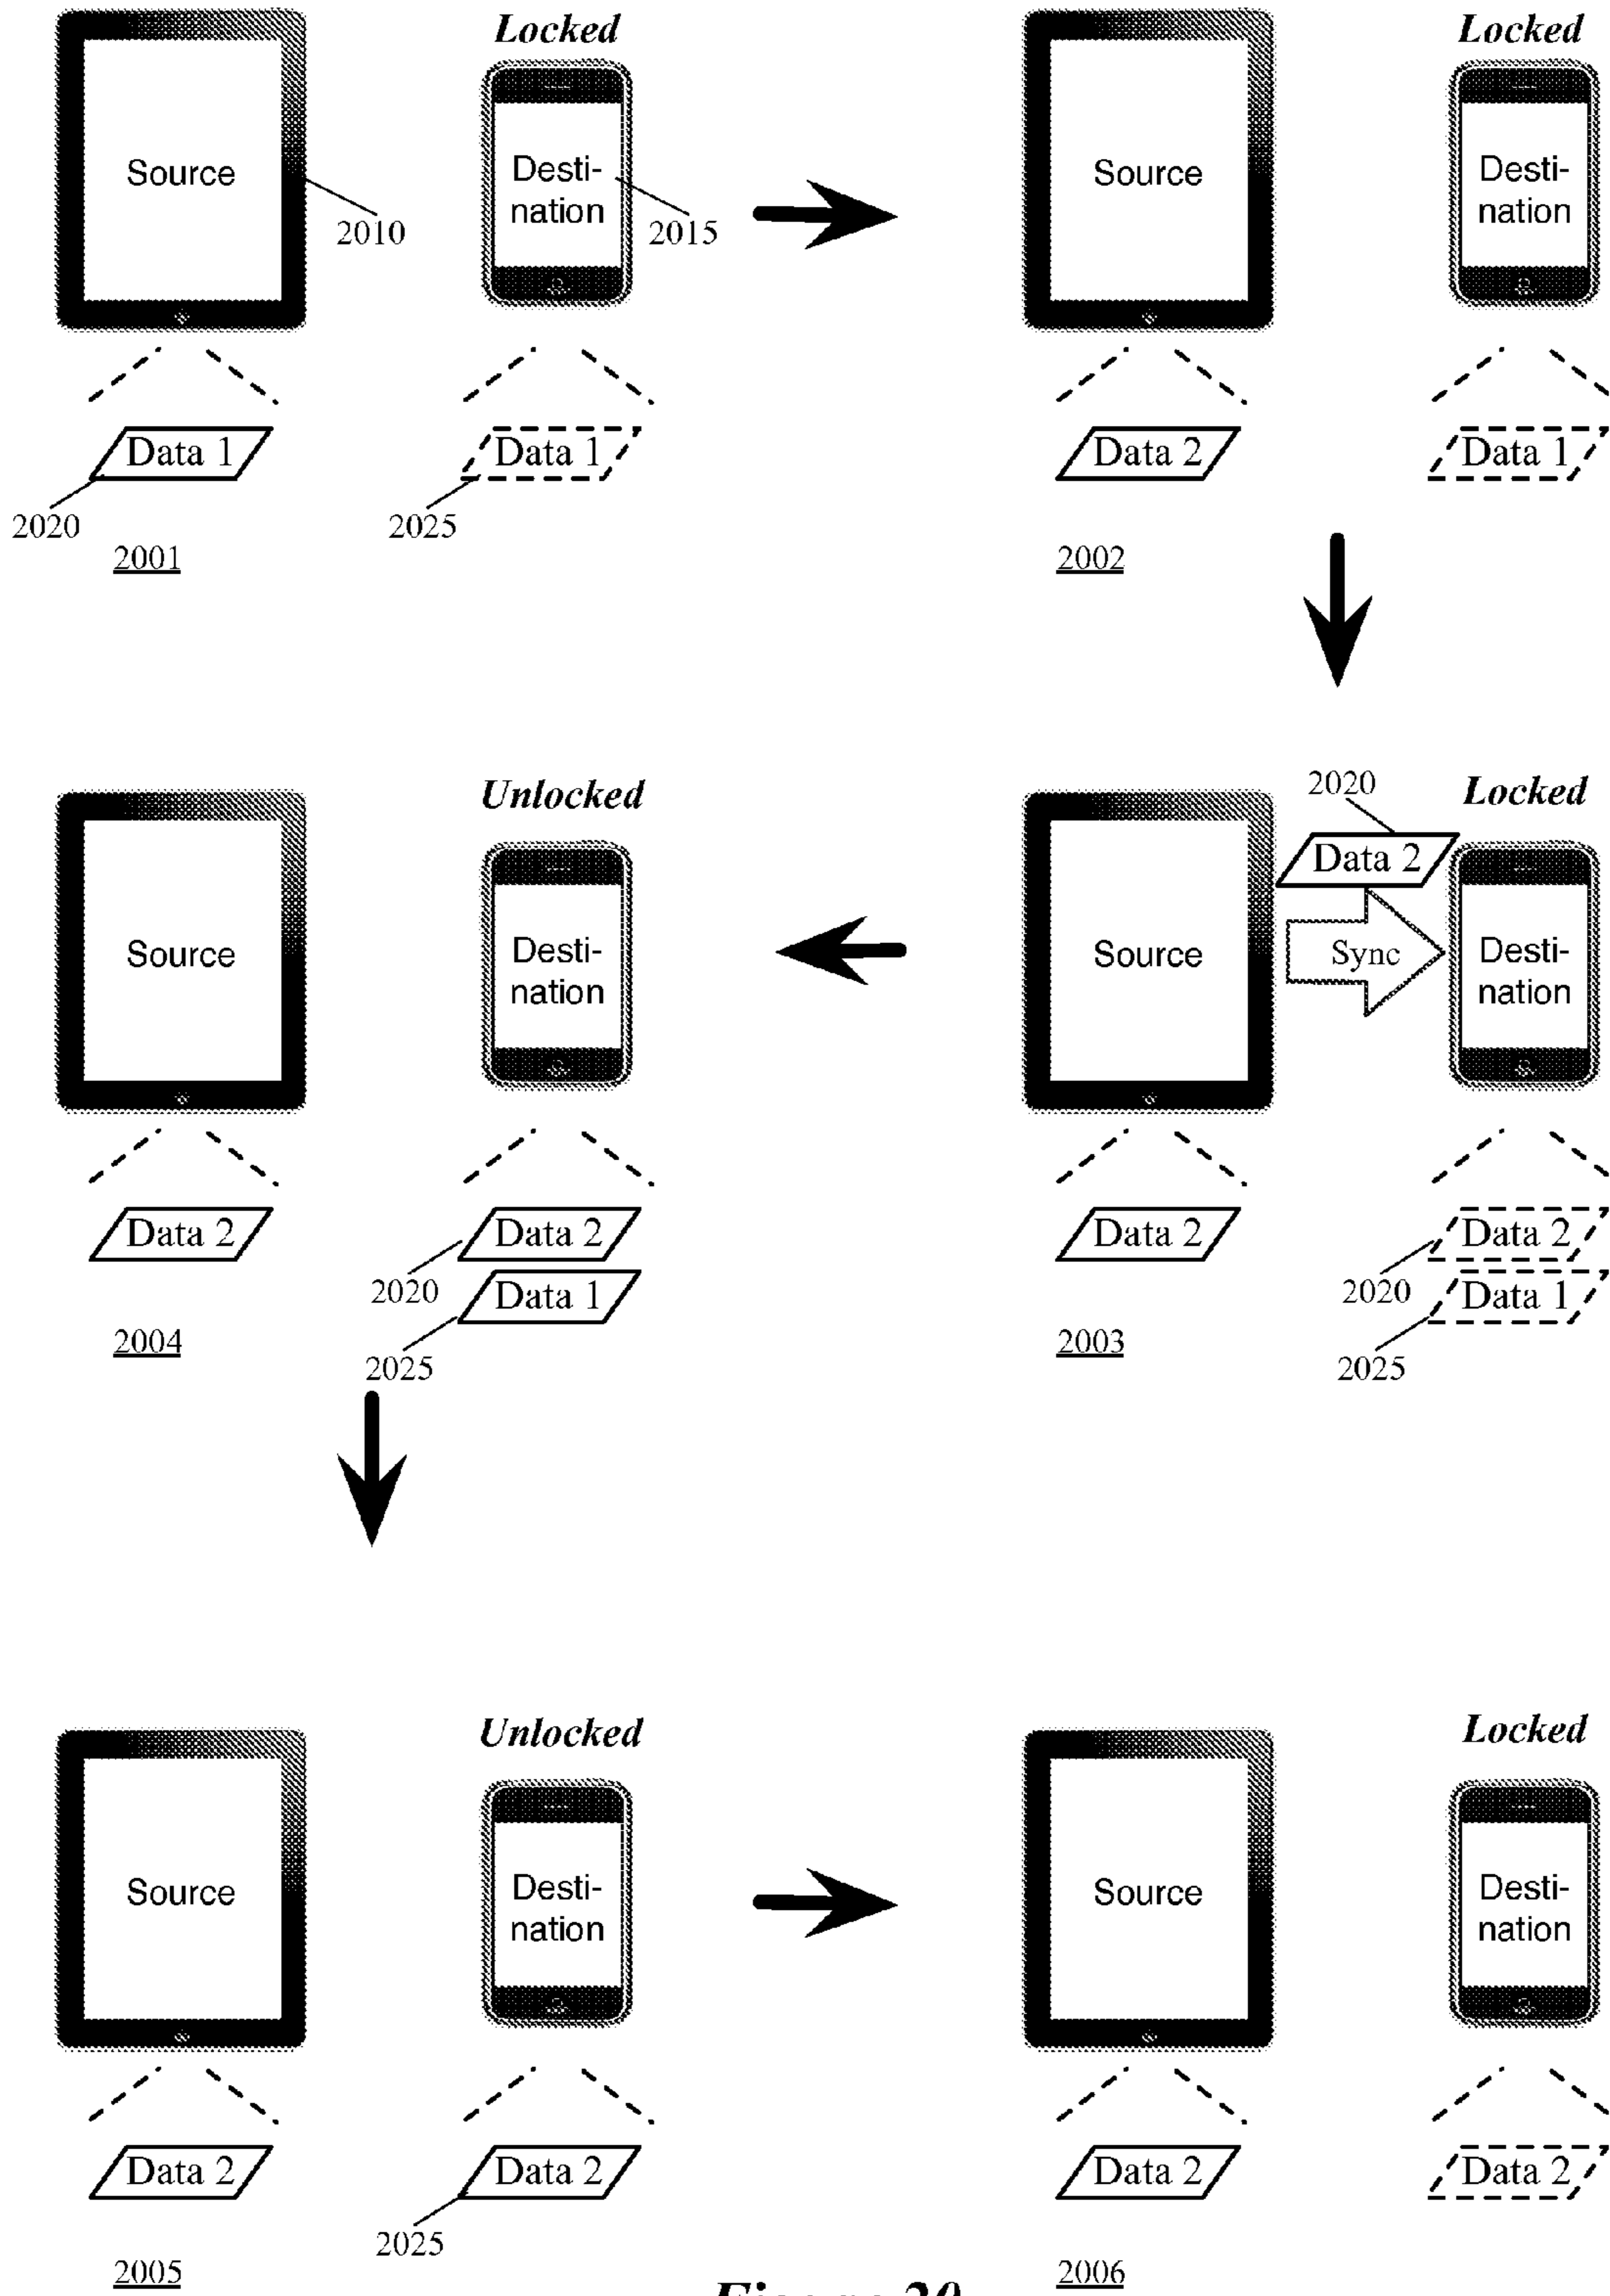 Locked
Locked
Source
Desti-
nation
2010
2015
Source
Desti-
nation
Data 1
Data 1
Data 2
Data 1
2020
2025
2001
2002
Unlocked
2020
Locked
Data 2
Source
Desti-
nation
Source
Sync
Desti-
nation
Data 2
Data 2
Data 2
Data 2
2020
Data 1
2020
Data 1
2004
2025
2003
2025
Unlocked
Locked
Source
Desti-
nation
Source
Desti-
nation
Data 2
Data 2
Data 2
Data 2
2025
2005
2006